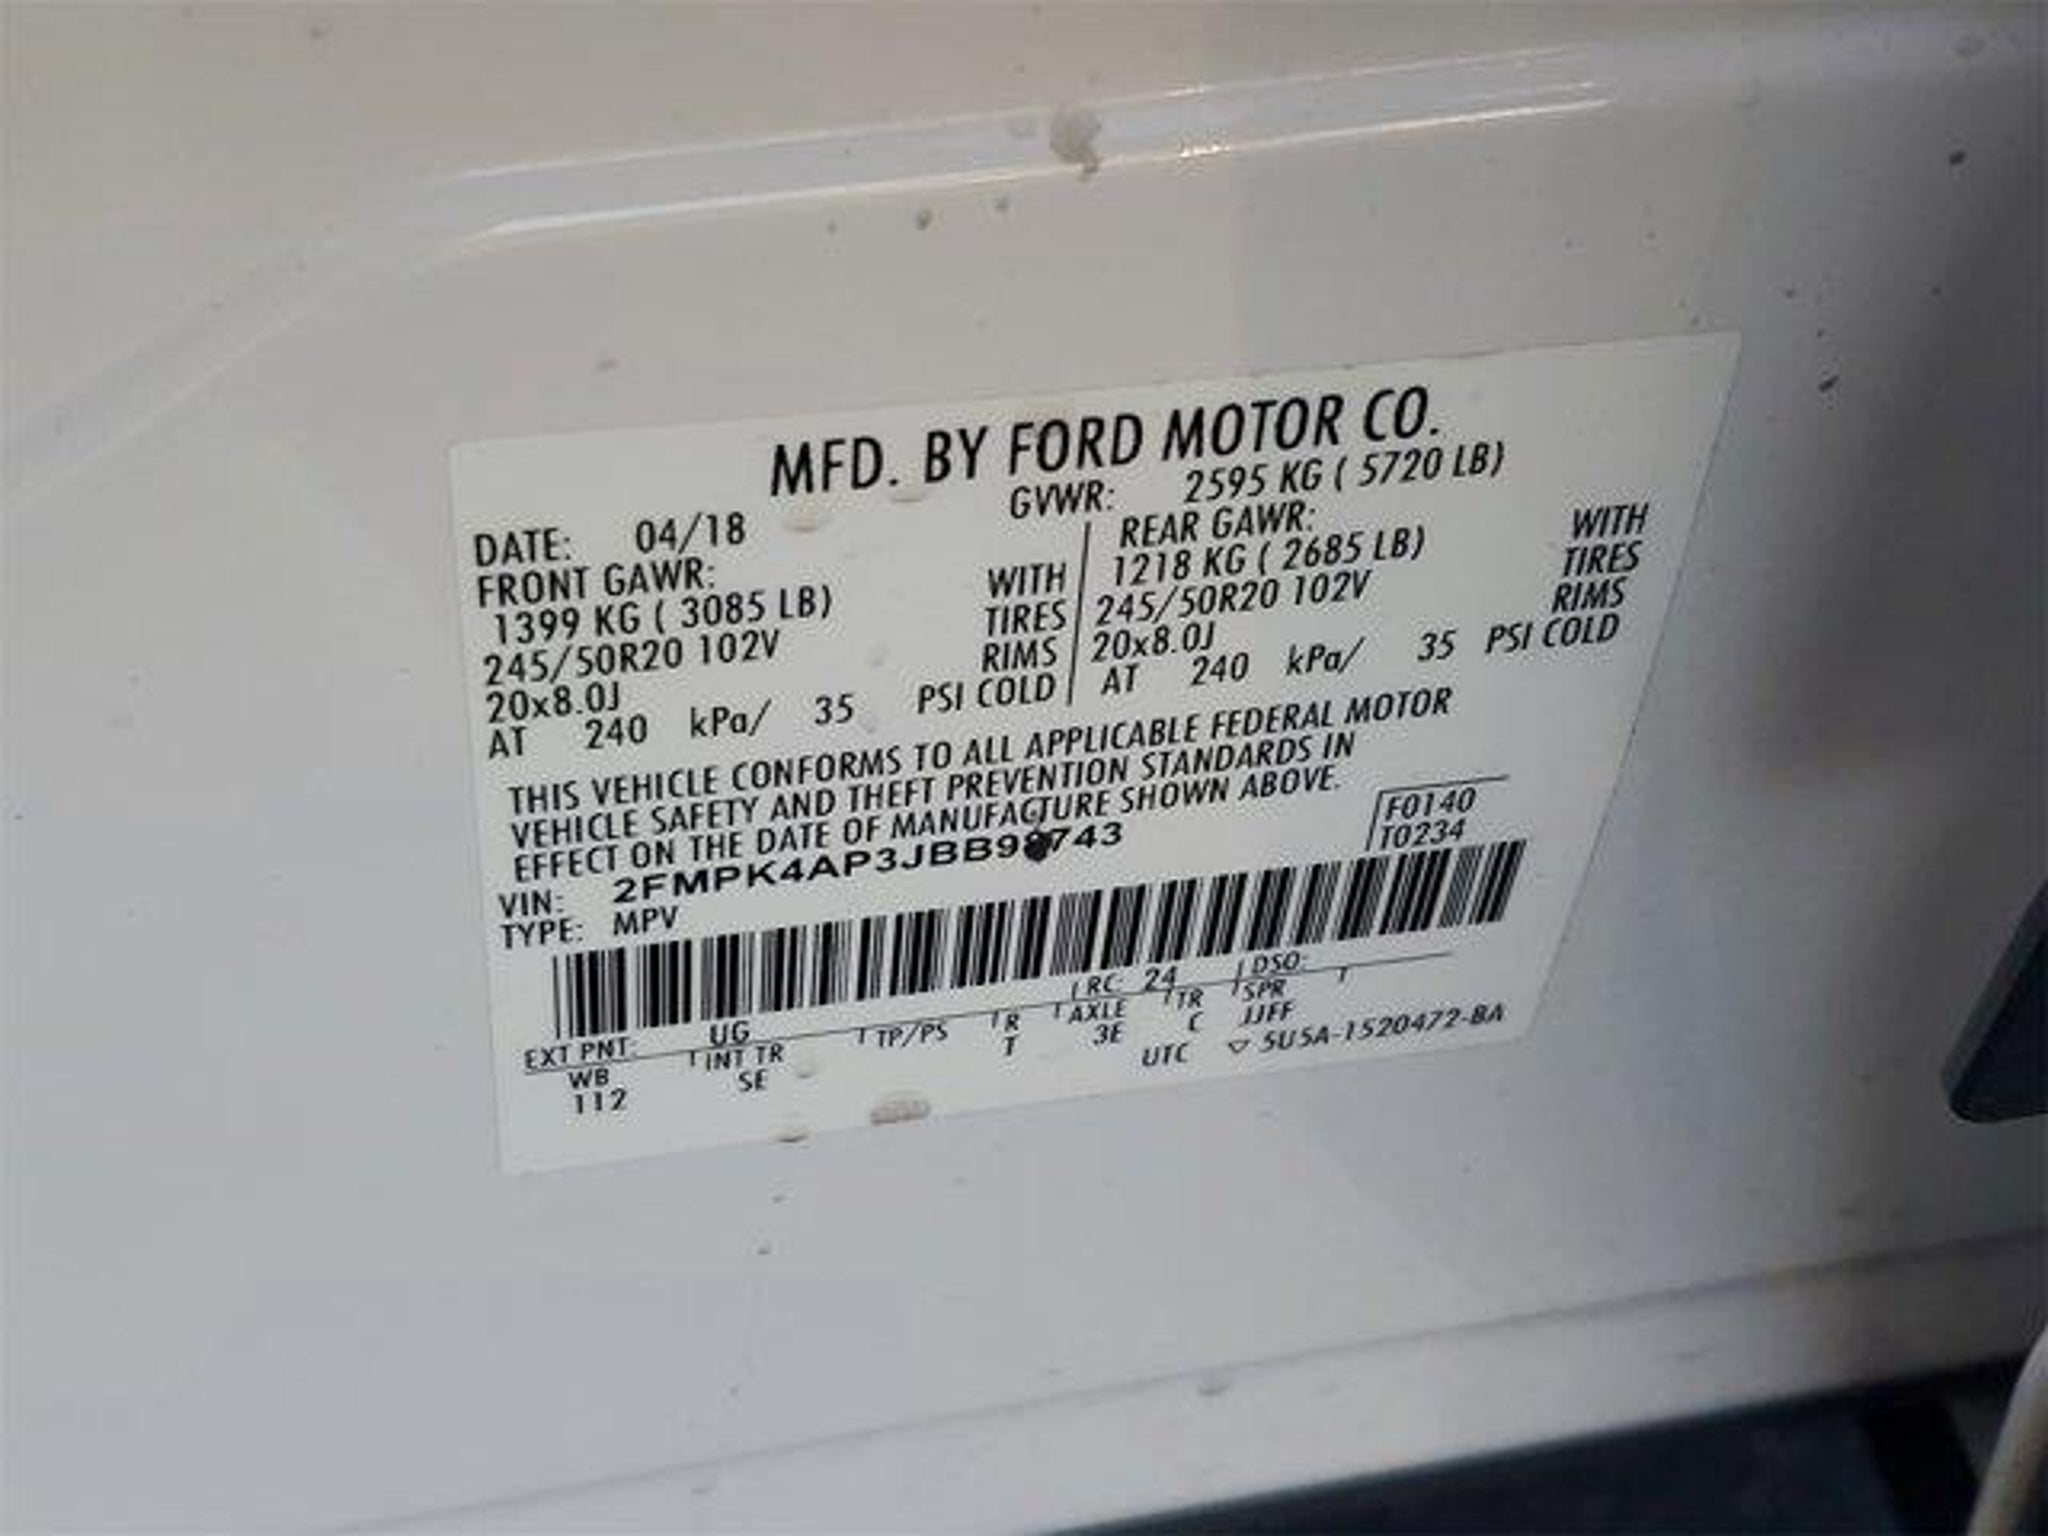 MFD. BY FORD MOTOR CO.
DATE: 04/18 GVWR: 2595 KG ( 5720 LB)
FRONT GAWR: WITH REAR GAWR: WITH
1399 KG ( 3085 LB) TIRES 1218 KG ( 2685 LB) TIRES
245/50R20 102V RIMS 245/50R20 102V RIMS
20x8.0J 20x8.0J
AT 240 kPa/ 35 PSI COLD AT 240 kPa/ 35 PSI COLD
THIS VEHICLE CONFORMS TO ALL APPLICABLE FEDERAL MOTOR
VEHICLE SAFETY AND THEFT PREVENTION STANDARDS IN
EFFECT ON THE DATE OF MANUFACTURE SHOWN ABOVE.
F0140
T0234
VIN: 2FMPK4AP3JBB98743
TYPE: MPV
EXT PNT: UG RC: 24 DSO:
WB INT TR TP/PS R AXLE TR SPR
112 SE T 3E C JJFF
UTC ▽ 5U5A-1520472-BA